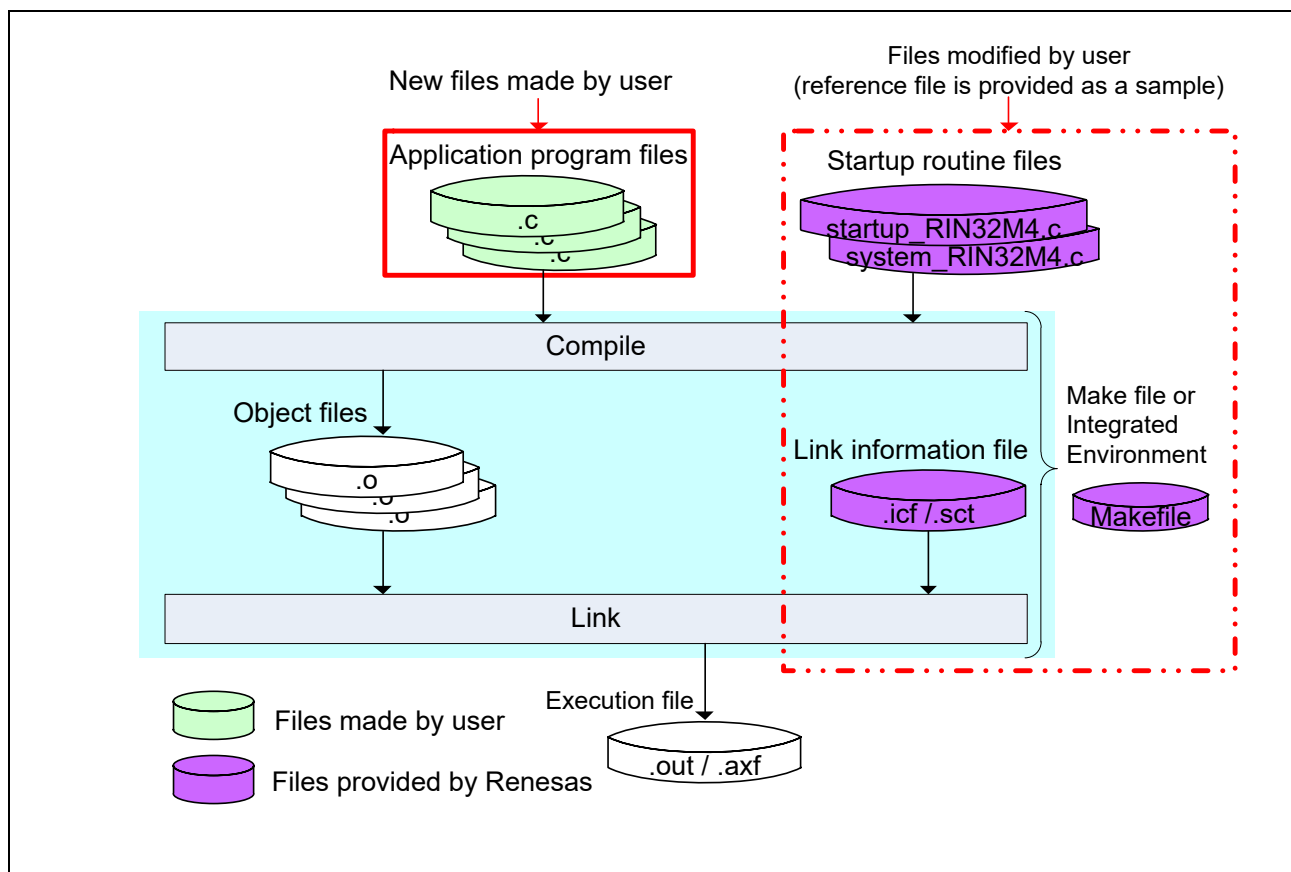 New files made by user
Files modified by user
(reference file is provided as a sample)
Application program files
.c
.c
.c
Startup routine files
startup_RIN32M4.c
system_RIN32M4.c
Compile
Object files
.o
.o
.o
Link information file
.icf /.sct
Make file or
Integrated
Environment
Makefile
Link
Execution file
.out / .axf
Files made by user
Files provided by Renesas